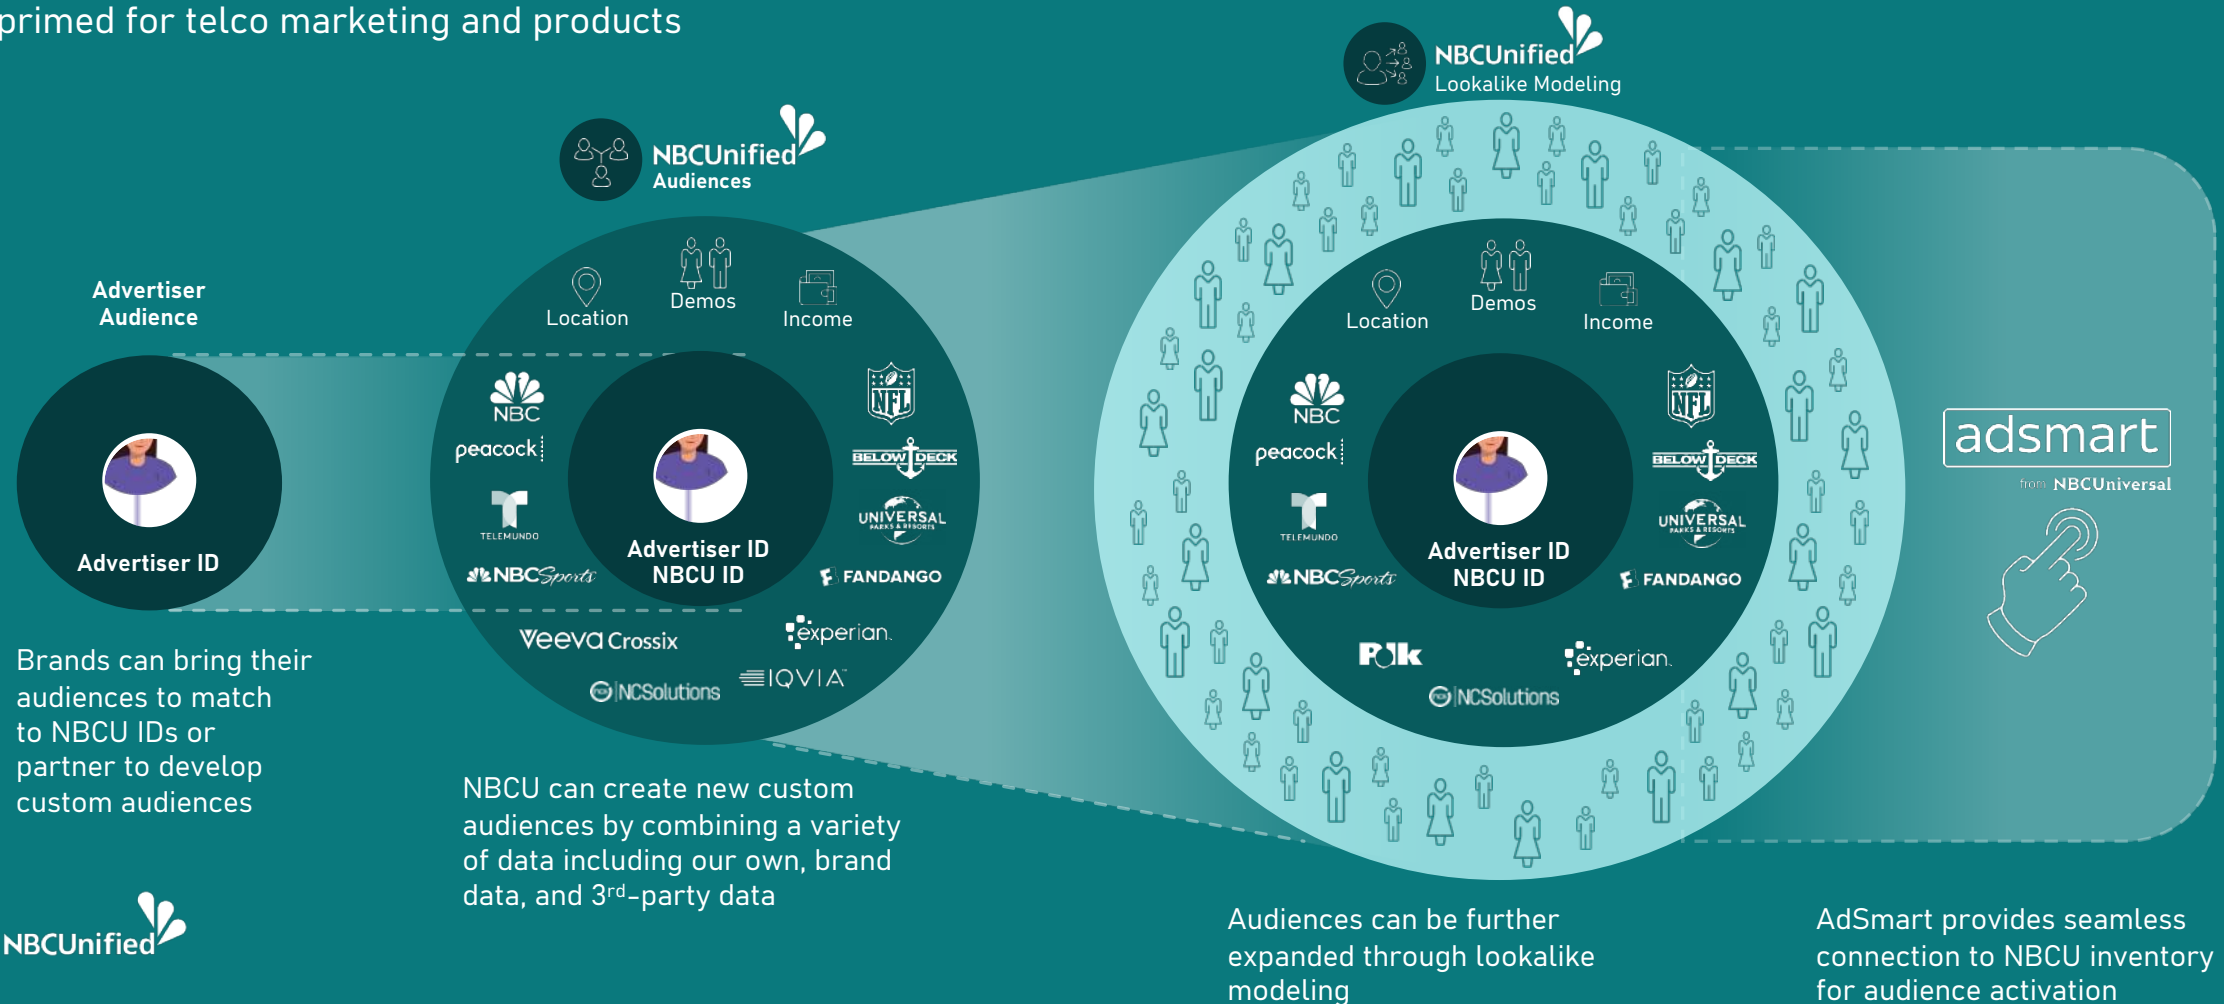 primed for telco marketing and products
NBCUnified
Lookalike Modeling
NBCUnified
Audiences
Advertiser
Audience
Advertiser ID
Brands can bring their
audiences to match
to NBCU IDs or
partner to develop
custom audiences
NBCUnified
Location
Demos
Income
NBC
peacock
TELEMUNDO
NBC Sports
NFL
BELOW DECK
UNIVERSAL
PARKS & RESORTS
FANDANGO
Advertiser ID
NBCU ID
Veeva Crossix
experian.
IQVIA
NCSolutions
NBCU can create new custom
audiences by combining a variety
of data including our own, brand
data, and 3rd-party data
Location
Demos
Income
NBC
peacock
TELEMUNDO
NBC Sports
NFL
BELOW DECK
UNIVERSAL
PARKS & RESORTS
FANDANGO
Advertiser ID
NBCU ID
Polk
experian.
NCSolutions
Audiences can be further
expanded through lookalike
modeling
adsmart
from NBCUniversal
AdSmart provides seamless
connection to NBCU inventory
for audience activation